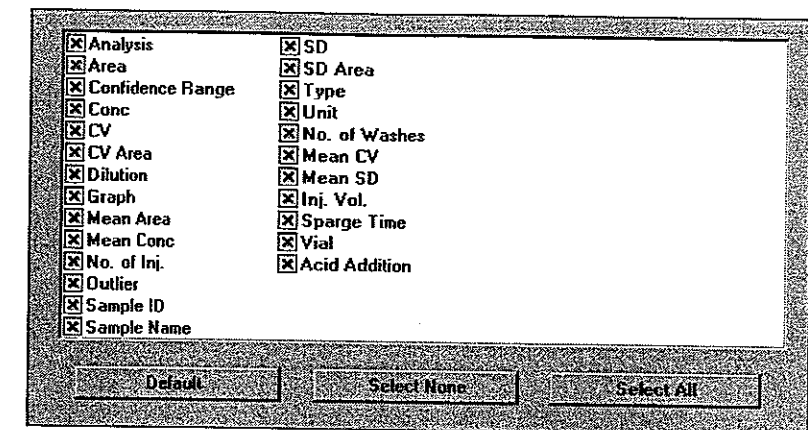 Analysis
Area
Confidence Range
Conc
CV
CV Area
Dilution
Graph
Mean Area
Mean Conc
No. of Inj.
Outlier
Sample ID
Sample Name
SD
SD Area
Type
Unit
No. of Washes
Mean CV
Mean SD
Inj. Vol.
Sparge Time
Vial
Acid Addition
Default
Select None
Select All